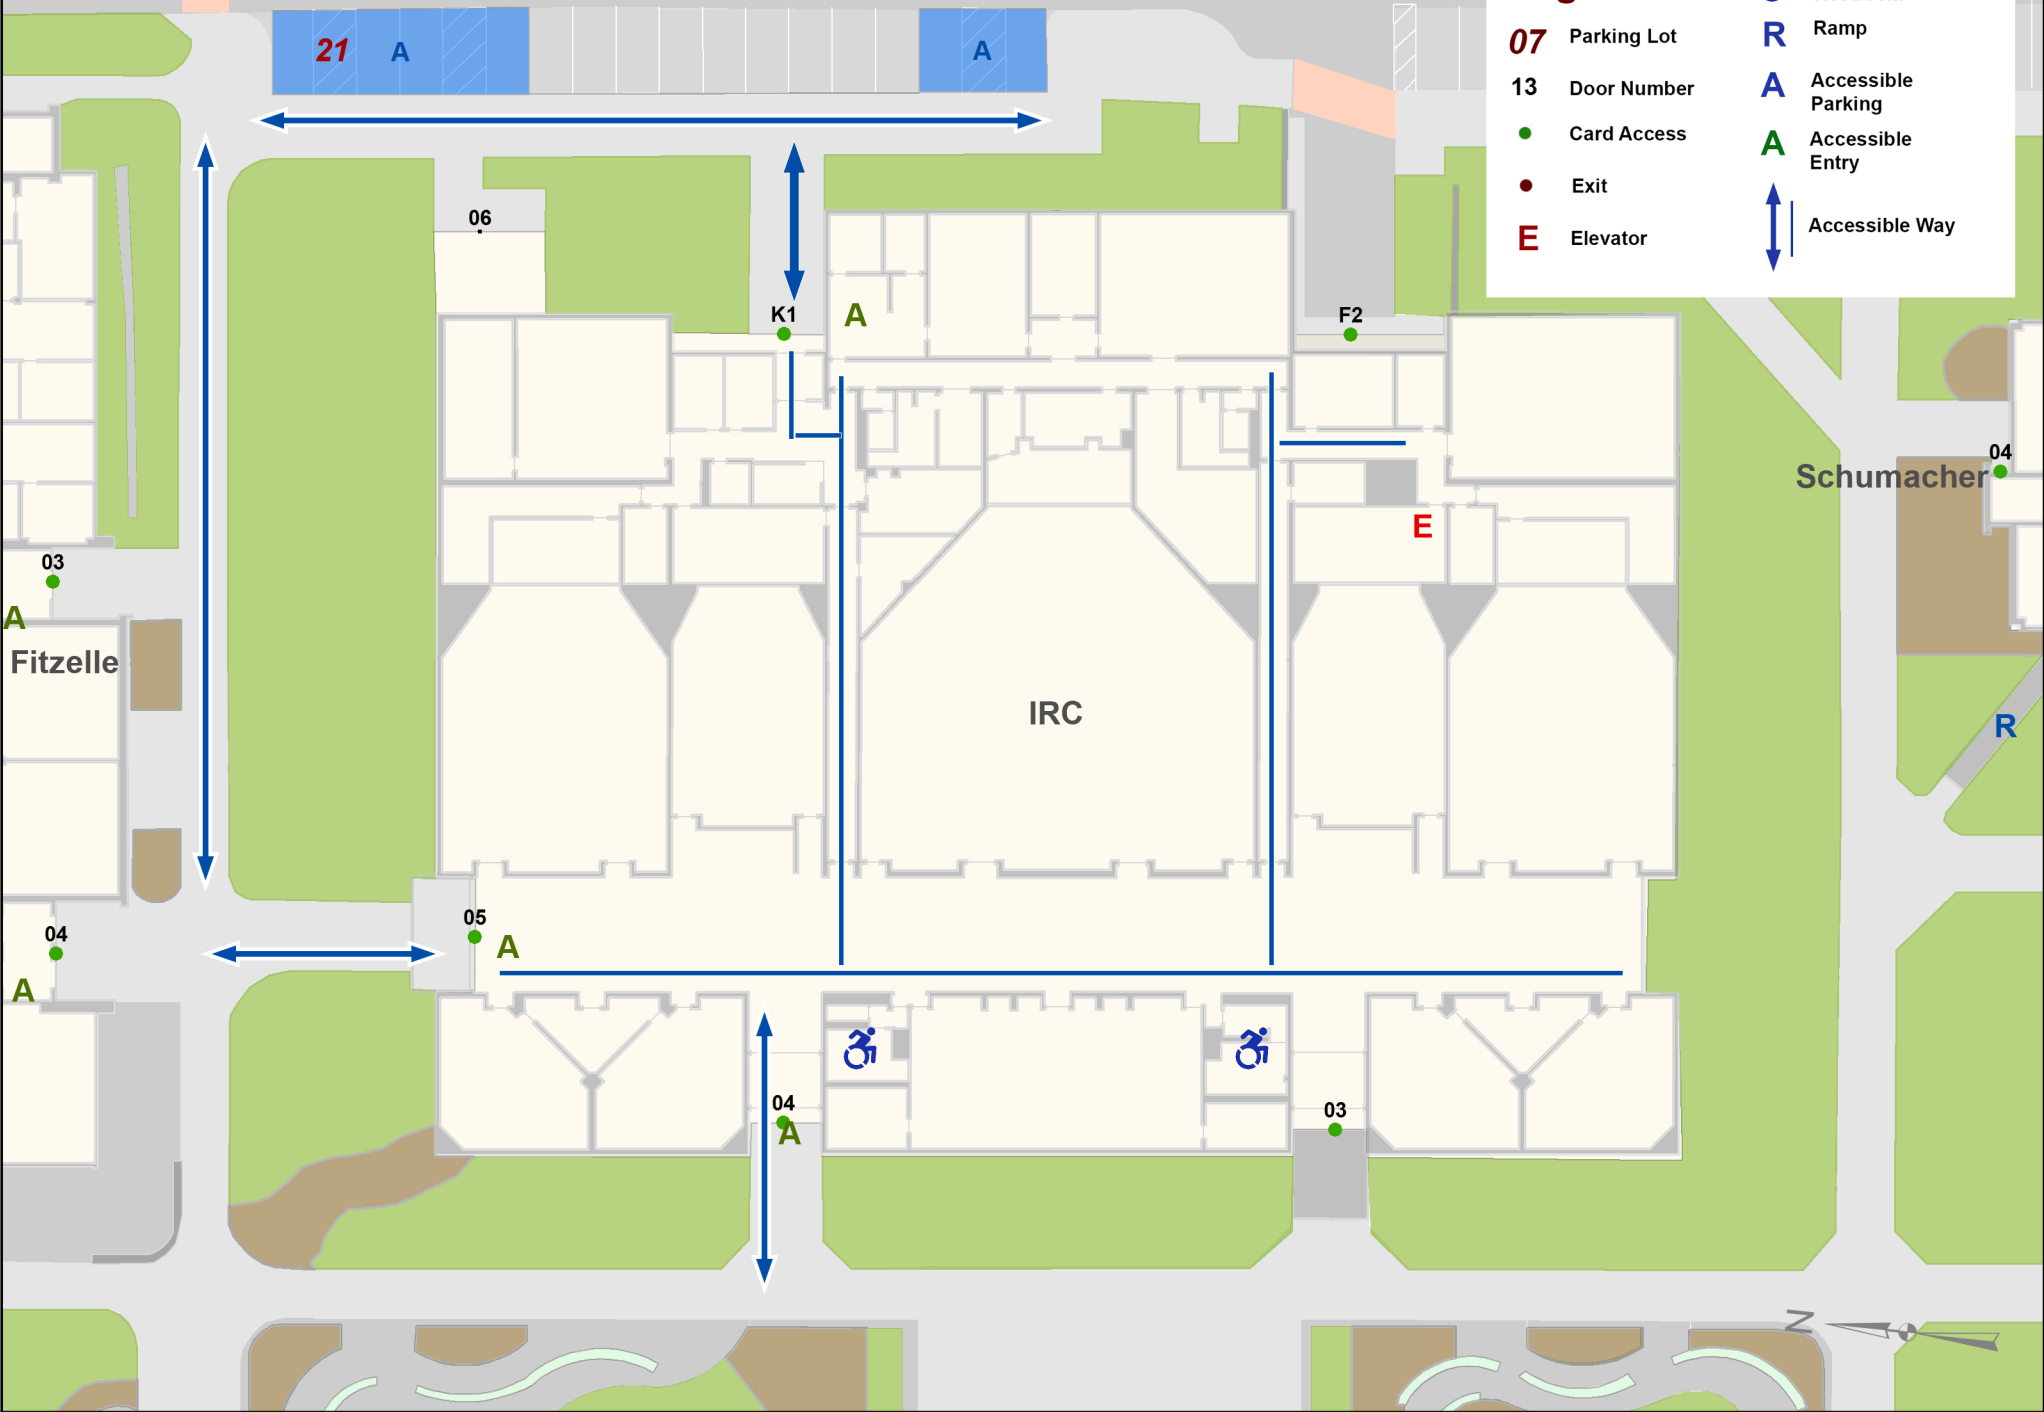 21
A
A
07 Parking Lot
R Ramp
13 Door Number
A Accessible
Parking
Card Access
A Accessible
Entry
Exit
E Elevator
Accessible Way
06
K1
A
F2
04
Schumacher
E
03
A
Fitzelle
IRC
R
05
A
04
A
04
A
03
N